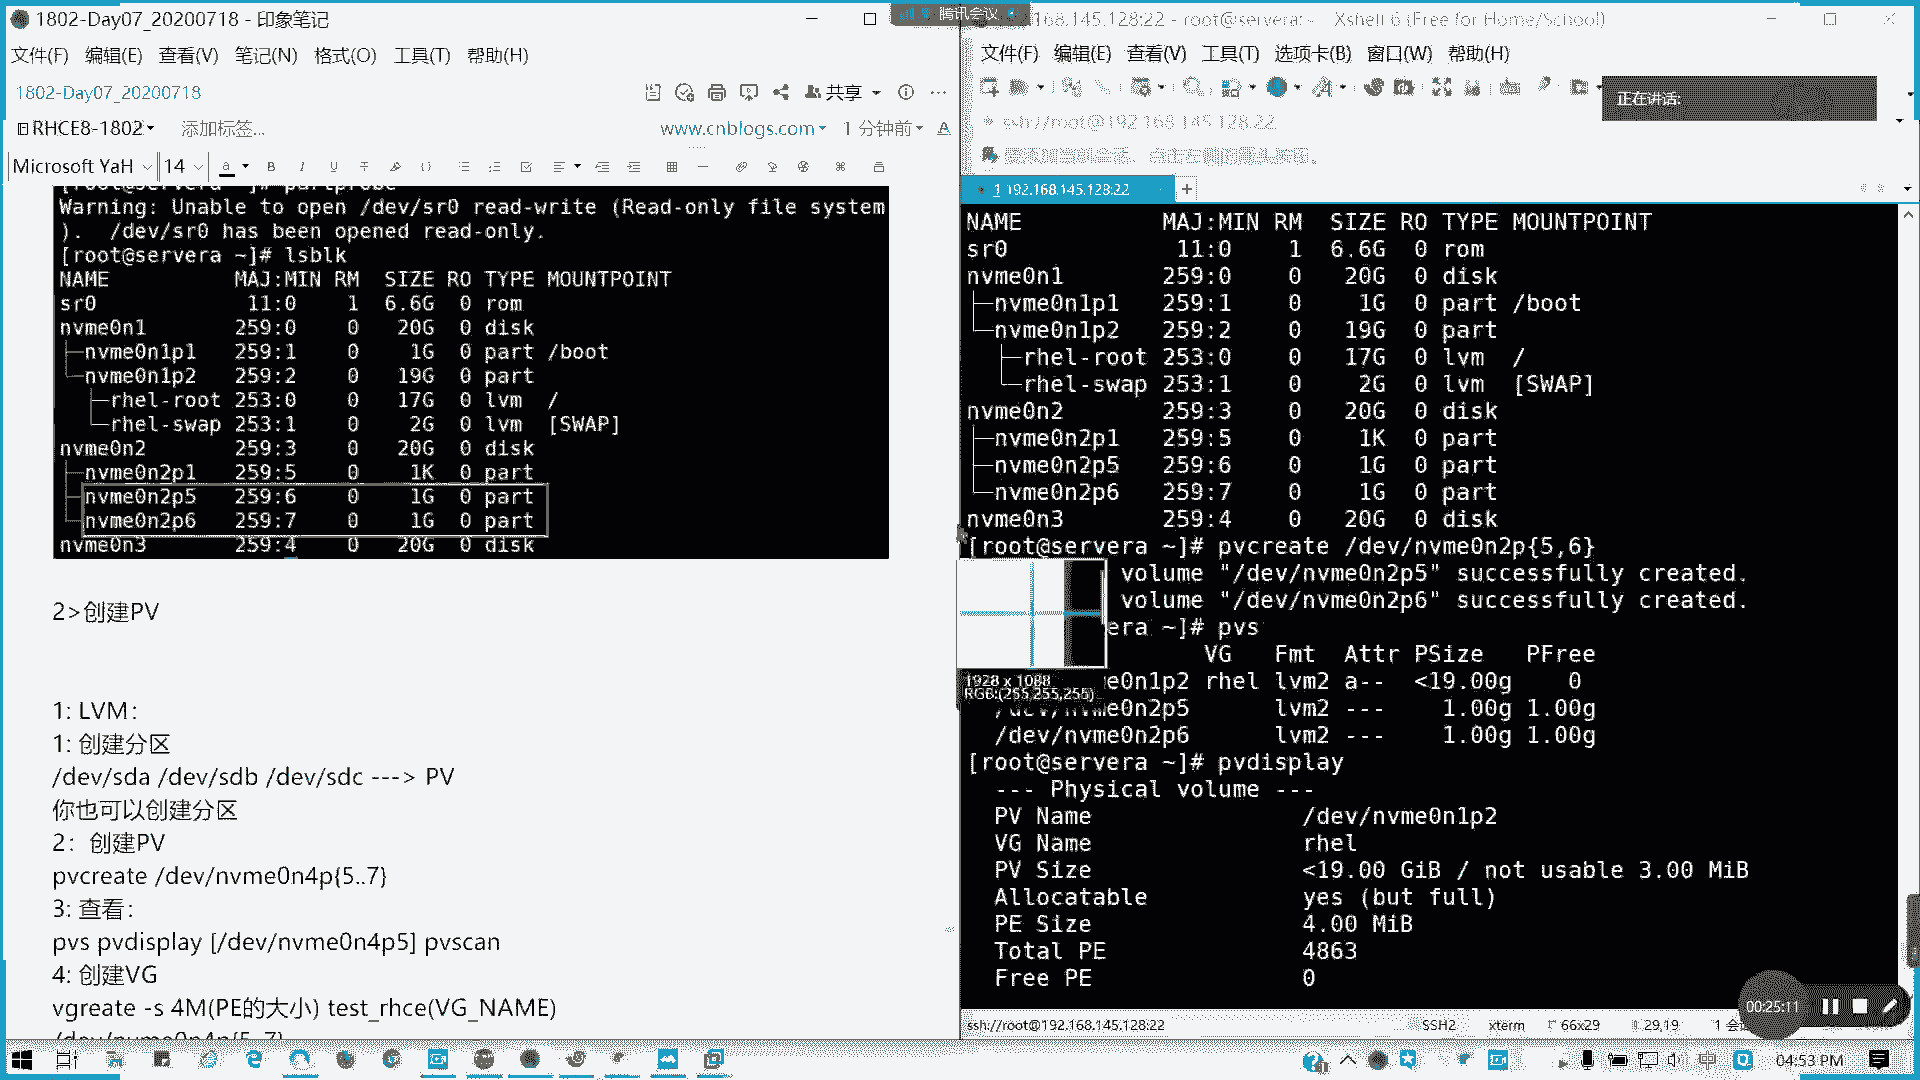 1802-Day07_20200718 - 印象笔记
文件(F) 编辑(E) 查看(V) 笔记(N) 格式(O) 工具(T) 帮助(H)
1802-Day07_20200718
共享
RHCE8-1802 添加标签...
www.cnblogs.com 1 分钟前
Microsoft YaH 14
Warning: Unable to open /dev/sr0 read-write (Read-only file system
).  /dev/sr0 has been opened read-only.
[root@servera ~]# lsblk
NAME MAJ:MIN RM SIZE RO TYPE MOUNTPOINT
sr0 11:0 1 6.6G 0 rom
nvme0n1 259:0 0 20G 0 disk
├─nvme0n1p1 259:1 0 1G 0 part /boot
└─nvme0n1p2 259:2 0 19G 0 part
├─rhel-root 253:0 0 17G 0 lvm /
└─rhel-swap 253:1 0 2G 0 lvm [SWAP]
nvme0n2 259:3 0 20G 0 disk
├─nvme0n2p1 259:5 0 1K 0 part
├─nvme0n2p5 259:6 0 1G 0 part
└─nvme0n2p6 259:7 0 1G 0 part
nvme0n3 259:4 0 20G 0 disk
2>创建PV
1: LVM:
1: 创建分区
/dev/sda /dev/sdb /dev/sdc ---> PV
你也可以创建分区
2：创建PV
pvcreate /dev/nvme0n4p{5..7}
3: 查看:
pvs pvdisplay [/dev/nvme0n4p5] pvscan
4: 创建VG
vgreate -s 4M(PE的大小) test_rhce(VG_NAME)
腾讯会议
192.168.145.128:22 - root@servera:~ Xshell 6 (Free for Home/School)
文件(F) 编辑(E) 查看(V) 工具(T) 选项卡(B) 窗口(W) 帮助(H)
正在讲话:
ssh://root@192.168.145.128:22
1 192.168.145.128:22
NAME MAJ:MIN RM SIZE RO TYPE MOUNTPOINT
sr0 11:0 1 6.6G 0 rom
nvme0n1 259:0 0 20G 0 disk
├─nvme0n1p1 259:1 0 1G 0 part /boot
└─nvme0n1p2 259:2 0 19G 0 part
├─rhel-root 253:0 0 17G 0 lvm /
└─rhel-swap 253:1 0 2G 0 lvm [SWAP]
nvme0n2 259:3 0 20G 0 disk
├─nvme0n2p1 259:5 0 1K 0 part
├─nvme0n2p5 259:6 0 1G 0 part
└─nvme0n2p6 259:7 0 1G 0 part
nvme0n3 259:4 0 20G 0 disk
[root@servera ~]# pvcreate /dev/nvme0n2p{5,6}
volume "/dev/nvme0n2p5" successfully created.
volume "/dev/nvme0n2p6" successfully created.
era ~]# pvs
VG Fmt Attr PSize PFree
e0n1p2 rhel lvm2 a-- <19.00g 0
/dev/nvme0n2p5 lvm2 --- 1.00g 1.00g
/dev/nvme0n2p6 lvm2 --- 1.00g 1.00g
[root@servera ~]# pvdisplay
--- Physical volume ---
PV Name /dev/nvme0n1p2
VG Name rhel
PV Size <19.00 GiB / not usable 3.00 MiB
Allocatable yes (but full)
PE Size 4.00 MiB
Total PE 4863
Free PE 0
1928 x 1088
RGB:(255,255,255)
00:25:11
ssh://root@192.168.145.128:22 SSH2 xterm 66x29 29,19
04:53 PM